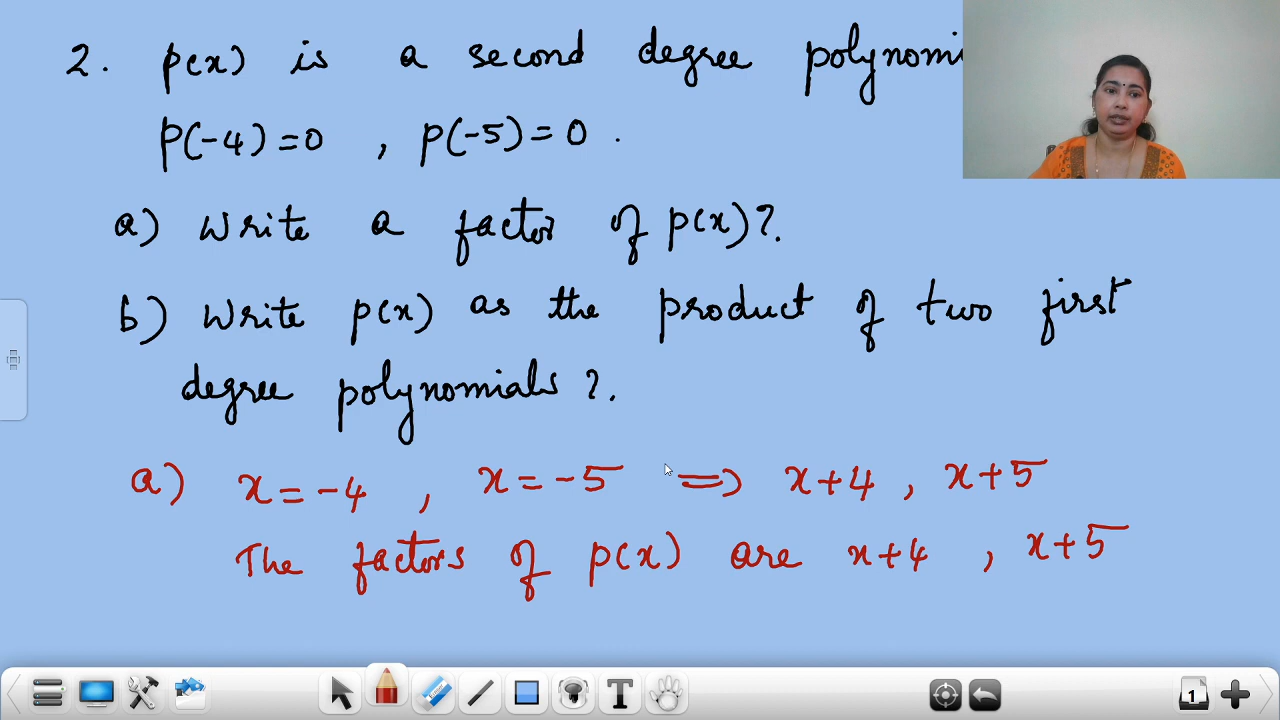 2. p(x) is a second degree
p(-4) = 0 , p(-5) = 0 .
a) Write a factor of p(x)?.
b) Write p(x) as the product of two first
degree polynomials ?.
a) x = -4 , x = -5 ⟹ x+4 , x+5
The factors of p(x) are x+4 , x+5
T
1